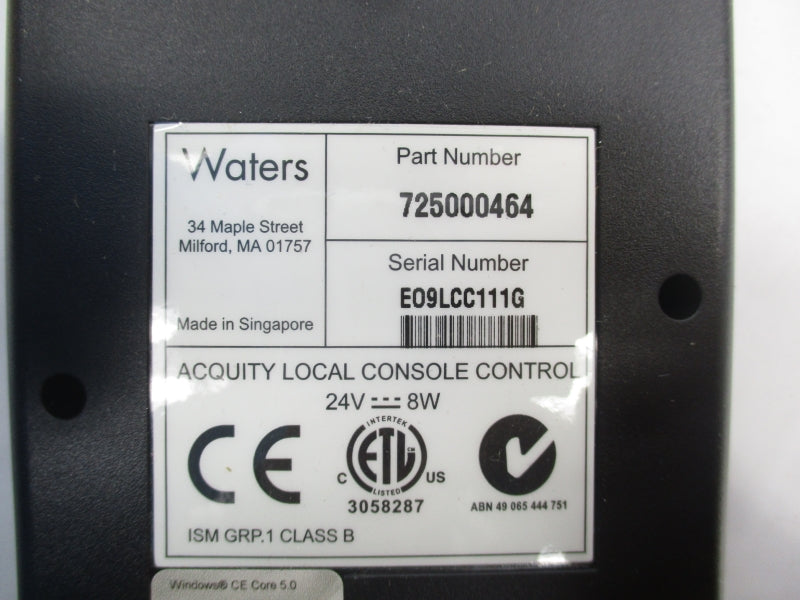 Waters
34 Maple Street
Milford, MA 01757
Made in Singapore
Part Number
725000464
Serial Number
E09LCC111G
ACQUITY LOCAL CONSOLE CONTROL
24V ⎓ 8W
CE
INTERTEK
ETL CM
C US
LISTED
3058287
ABN 49 065 444 751
ISM GRP.1 CLASS B
Windows® CE Core 5.0